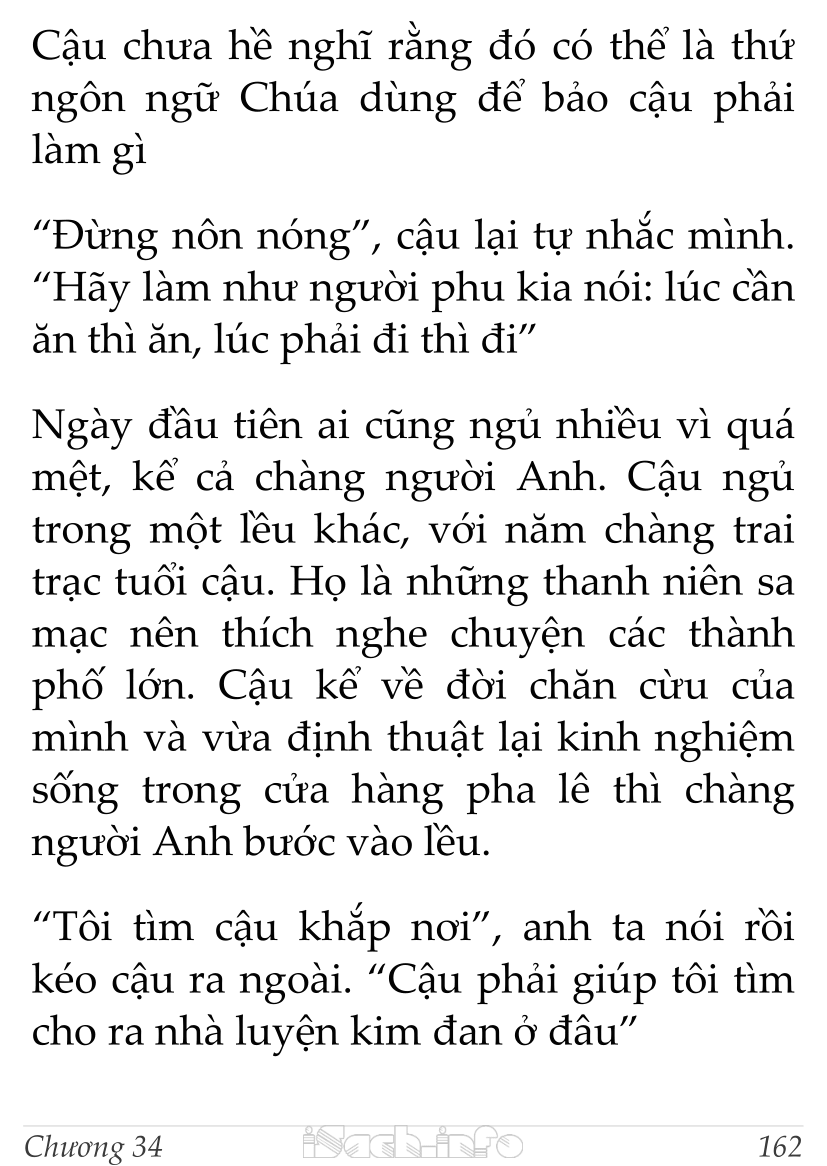 Cậu chưa hề nghĩ rằng đó có thể là thứ
ngôn ngữ Chúa dùng để bảo cậu phải
làm gì
“Đừng nôn nóng”, cậu lại tự nhắc mình.
“Hãy làm như người phu kia nói: lúc cần
ăn thì ăn, lúc phải đi thì đi”
Ngày đầu tiên ai cũng ngủ nhiều vì quá
mệt, kể cả chàng người Anh. Cậu ngủ
trong một lều khác, với năm chàng trai
trạc tuổi cậu. Họ là những thanh niên sa
mạc nên thích nghe chuyện các thành
phố lớn. Cậu kể về đời chăn cừu của
mình và vừa định thuật lại kinh nghiệm
sống trong cửa hàng pha lê thì chàng
người Anh bước vào lều.
“Tôi tìm cậu khắp nơi”, anh ta nói rồi
kéo cậu ra ngoài. “Cậu phải giúp tôi tìm
cho ra nhà luyện kim đan ở đâu”
Chương 34 iSach.info 162